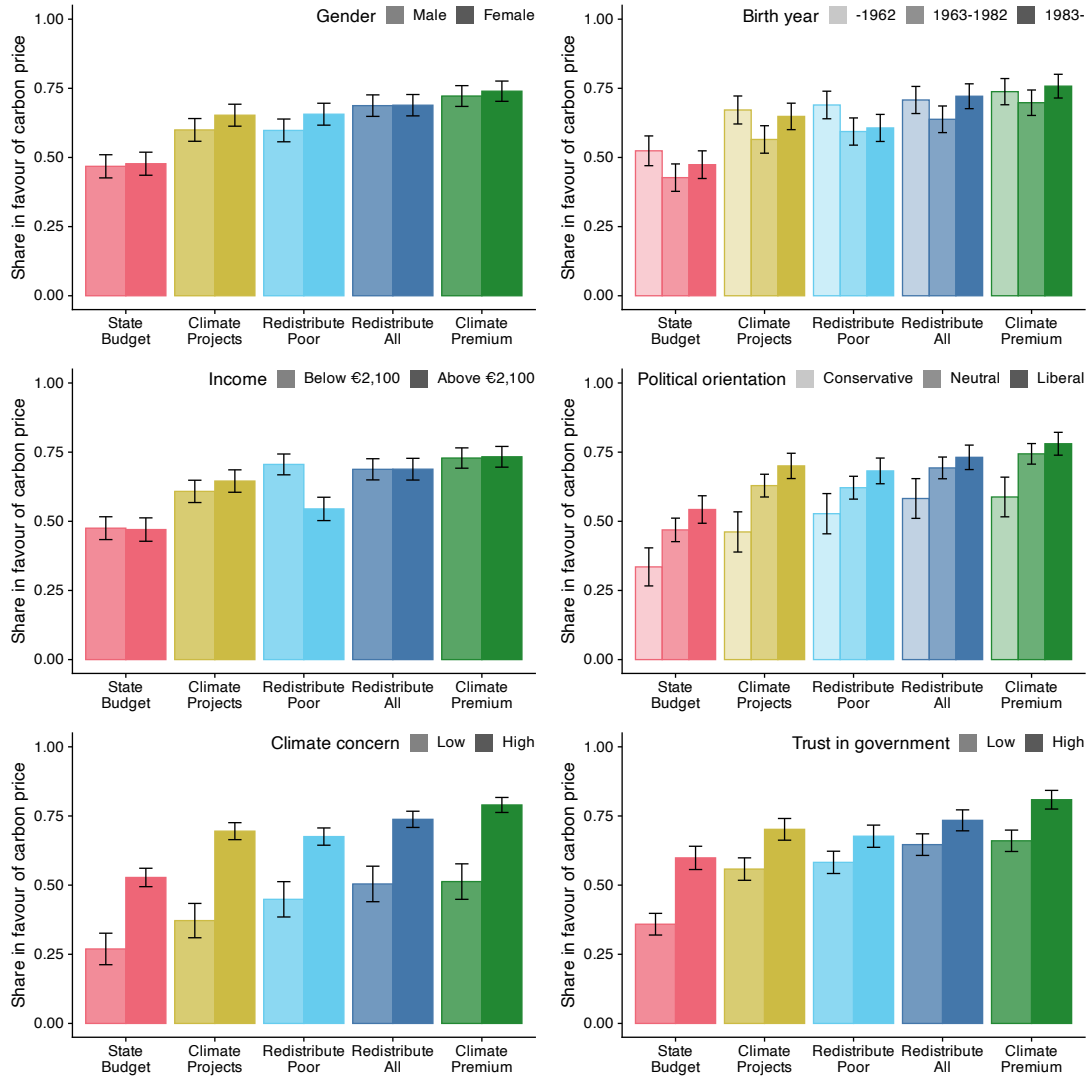 Gender Male Female
Share in favour of carbon price
1.00
0.75
0.50
0.25
0.00
State Budget
Climate Projects
Redistribute Poor
Redistribute All
Climate Premium
Birth year -1962 1963-1982 1983-
Share in favour of carbon price
1.00
0.75
0.50
0.25
0.00
State Budget
Climate Projects
Redistribute Poor
Redistribute All
Climate Premium
Income Below €2,100 Above €2,100
Share in favour of carbon price
1.00
0.75
0.50
0.25
0.00
State Budget
Climate Projects
Redistribute Poor
Redistribute All
Climate Premium
Political orientation Conservative Neutral Liberal
Share in favour of carbon price
1.00
0.75
0.50
0.25
0.00
State Budget
Climate Projects
Redistribute Poor
Redistribute All
Climate Premium
Climate concern Low High
Share in favour of carbon price
1.00
0.75
0.50
0.25
0.00
State Budget
Climate Projects
Redistribute Poor
Redistribute All
Climate Premium
Trust in government Low High
Share in favour of carbon price
1.00
0.75
0.50
0.25
0.00
State Budget
Climate Projects
Redistribute Poor
Redistribute All
Climate Premium